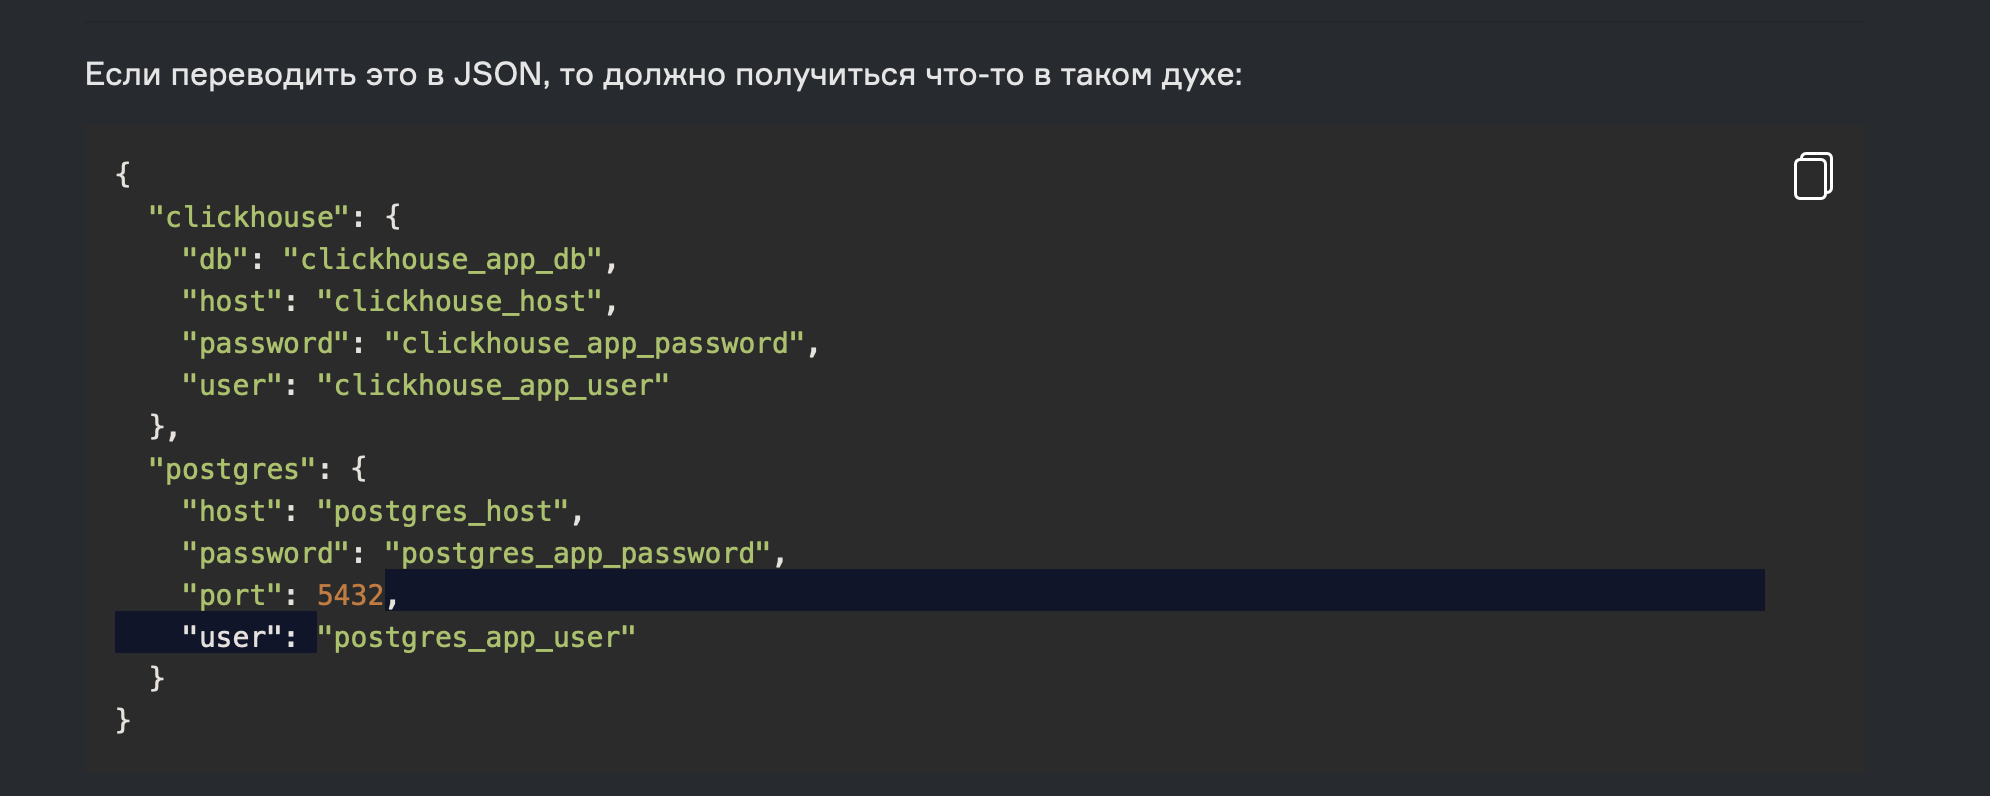 Если переводить это в JSON, то должно получиться что-то в таком духе:
{
  "clickhouse": {
    "db": "clickhouse_app_db",
    "host": "clickhouse_host",
    "password": "clickhouse_app_password",
    "user": "clickhouse_app_user"
  },
  "postgres": {
    "host": "postgres_host",
    "password": "postgres_app_password",
    "port": 5432,
    "user": "postgres_app_user"
  }
}